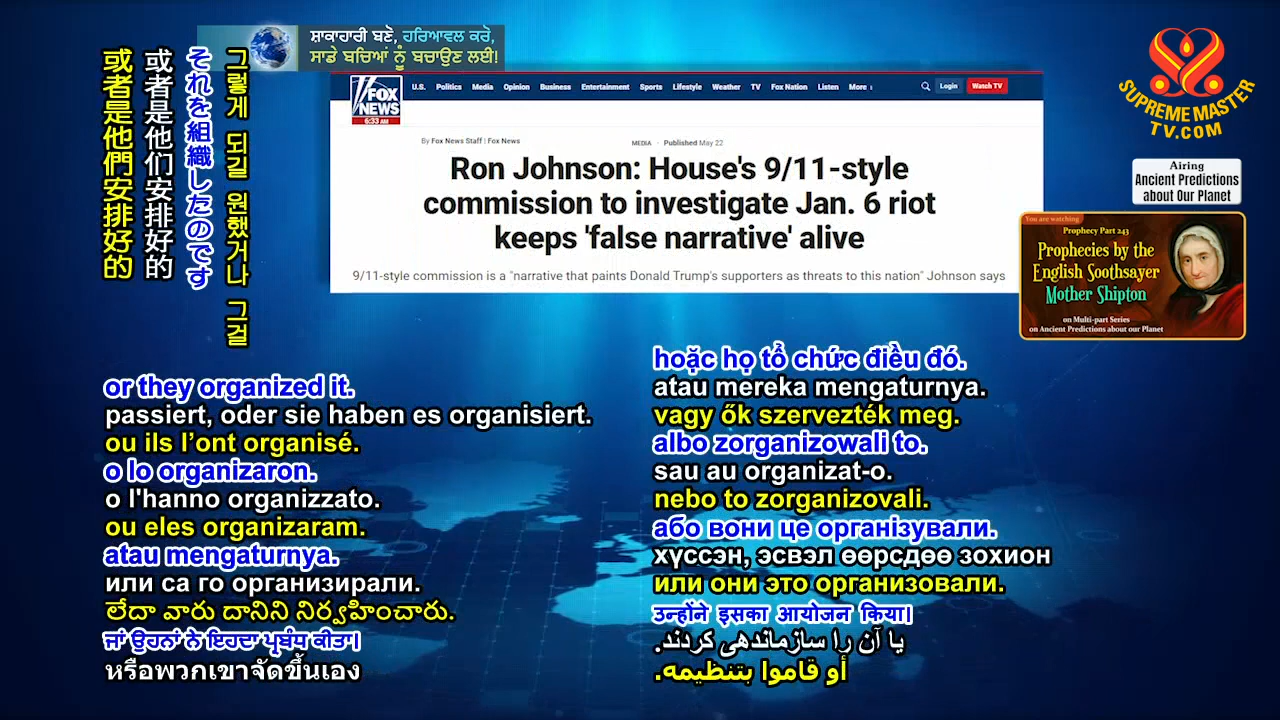 ਸ਼ਾਕਾਹਾਰੀ ਬਣੋ, ਹਰਿਆਵਲ ਕਰੋ,
ਸਾਡੇ ਬਚਿਆਂ ਨੂੰ ਬਚਾਉਣ ਲਈ!
或者是他們安排好的
或者是他们安排好的
それを組織したのです
그렇게 되길 원했거나 그걸
FOX
NEWS
6:33 AM
U.S. Politics Media Opinion Business Entertainment Sports Lifestyle Weather TV Fox Nation Listen More Login Watch TV
By Fox News Staff | Fox News
MEDIA · Published May 22
Ron Johnson: House's 9/11-style
commission to investigate Jan. 6 riot
keeps 'false narrative' alive
9/11-style commission is a "narrative that paints Donald Trump's supporters as threats to this nation" Johnson says
SUPREME MASTER
TV.COM
Airing
Ancient Predictions
about Our Planet
You are watching
Prophecy Part 243
Prophecies by the
English Soothsayer
Mother Shipton
on Multi-part Series
on Ancient Predictions about our Planet
or they organized it.
passiert, oder sie haben es organisiert.
ou ils l’ont organisé.
o lo organizaron.
o l'hanno organizzato.
ou eles organizaram.
atau mengaturnya.
или са го организирали.
లేదా వారు దానిని నిర్వహించారు.
ਜਾਂ ਉਹਨਾਂ ਨੇ ਇਹਦਾ ਪ੍ਰਬੰਧ ਕੀਤਾ।
หรือพวกเขาจัดขึ้นเอง
hoặc họ tổ chức điều đó.
atau mereka mengaturnya.
vagy ők szervezték meg.
albo zorganizowali to.
sau au organizat-o.
nebo to zorganizovali.
або вони це організували.
хүссэн, эсвэл өөрсдөө зохион
или они это организовали.
उन्होंने इसका आयोजन किया।
یا آن را سازماندهی کردند.
أو قاموا بتنظيمه.